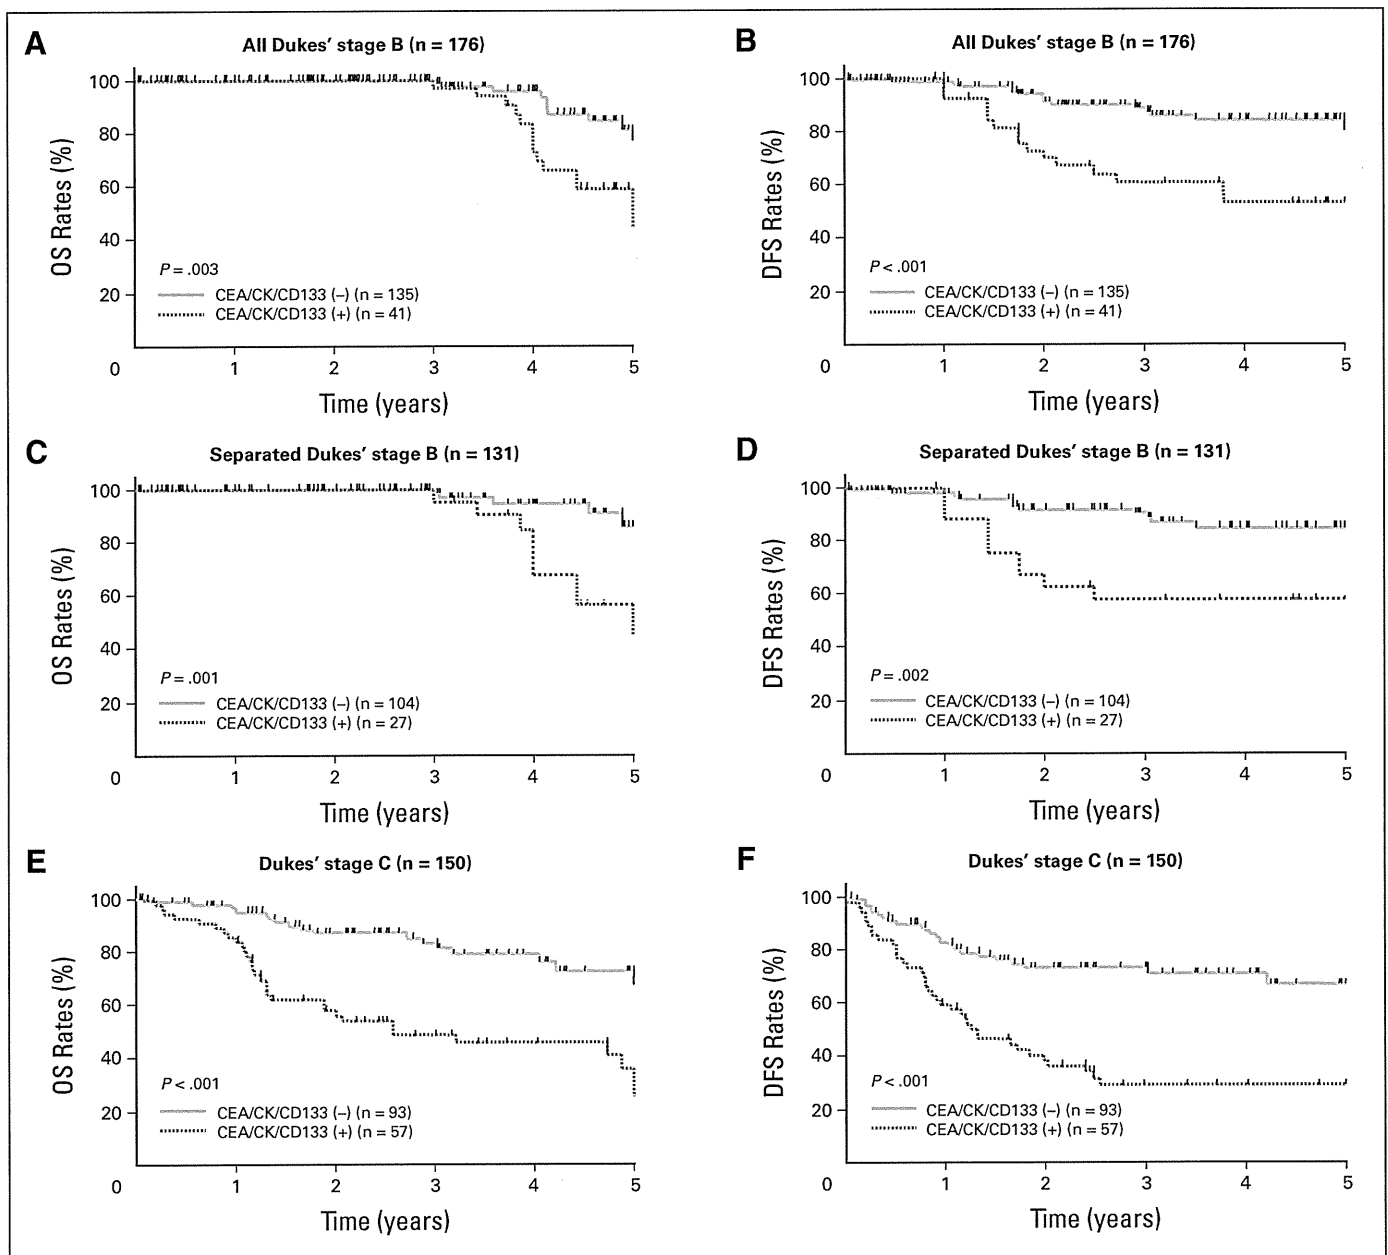 A
All Dukes' stage B (n = 176)
OS Rates (%)
100
80
60
40
20
0
P = .003
CEA/CK/CD133 (–) (n = 135)
CEA/CK/CD133 (+) (n = 41)
1 2 3 4 5
Time (years)
B
All Dukes' stage B (n = 176)
DFS Rates (%)
100
80
60
40
20
0
P < .001
CEA/CK/CD133 (–) (n = 135)
CEA/CK/CD133 (+) (n = 41)
1 2 3 4 5
Time (years)
C
Separated Dukes' stage B (n = 131)
OS Rates (%)
100
80
60
40
20
0
P = .001
CEA/CK/CD133 (–) (n = 104)
CEA/CK/CD133 (+) (n = 27)
1 2 3 4 5
Time (years)
D
Separated Dukes' stage B (n = 131)
DFS Rates (%)
100
80
60
40
20
0
P = .002
CEA/CK/CD133 (–) (n = 104)
CEA/CK/CD133 (+) (n = 27)
1 2 3 4 5
Time (years)
E
Dukes' stage C (n = 150)
OS Rates (%)
100
80
60
40
20
0
P < .001
CEA/CK/CD133 (–) (n = 93)
CEA/CK/CD133 (+) (n = 57)
1 2 3 4 5
Time (years)
F
Dukes' stage C (n = 150)
DFS Rates (%)
100
80
60
40
20
0
P < .001
CEA/CK/CD133 (–) (n = 93)
CEA/CK/CD133 (+) (n = 57)
1 2 3 4 5
Time (years)